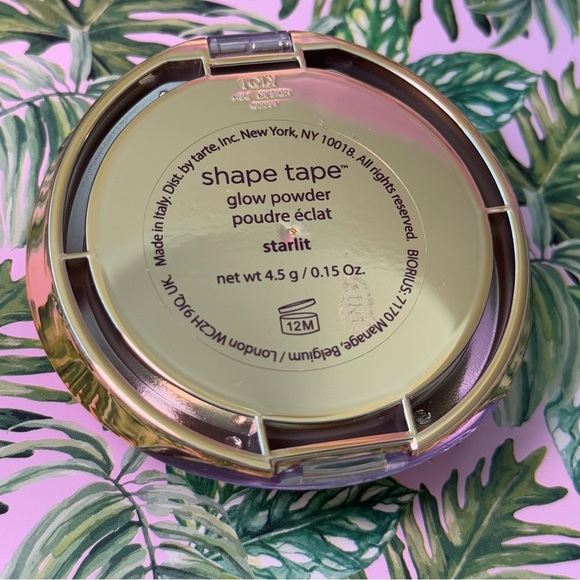 shape tape™
glow powder
poudre éclat
starlit
net wt 4.5 g / 0.15 Oz.
12M
Made in Italy. Dist. by tarte, Inc. New York, NY 10018. All rights reserved. BIORIUS: 7170 Manage, Belgium / London WC2H 9JQ, UK.